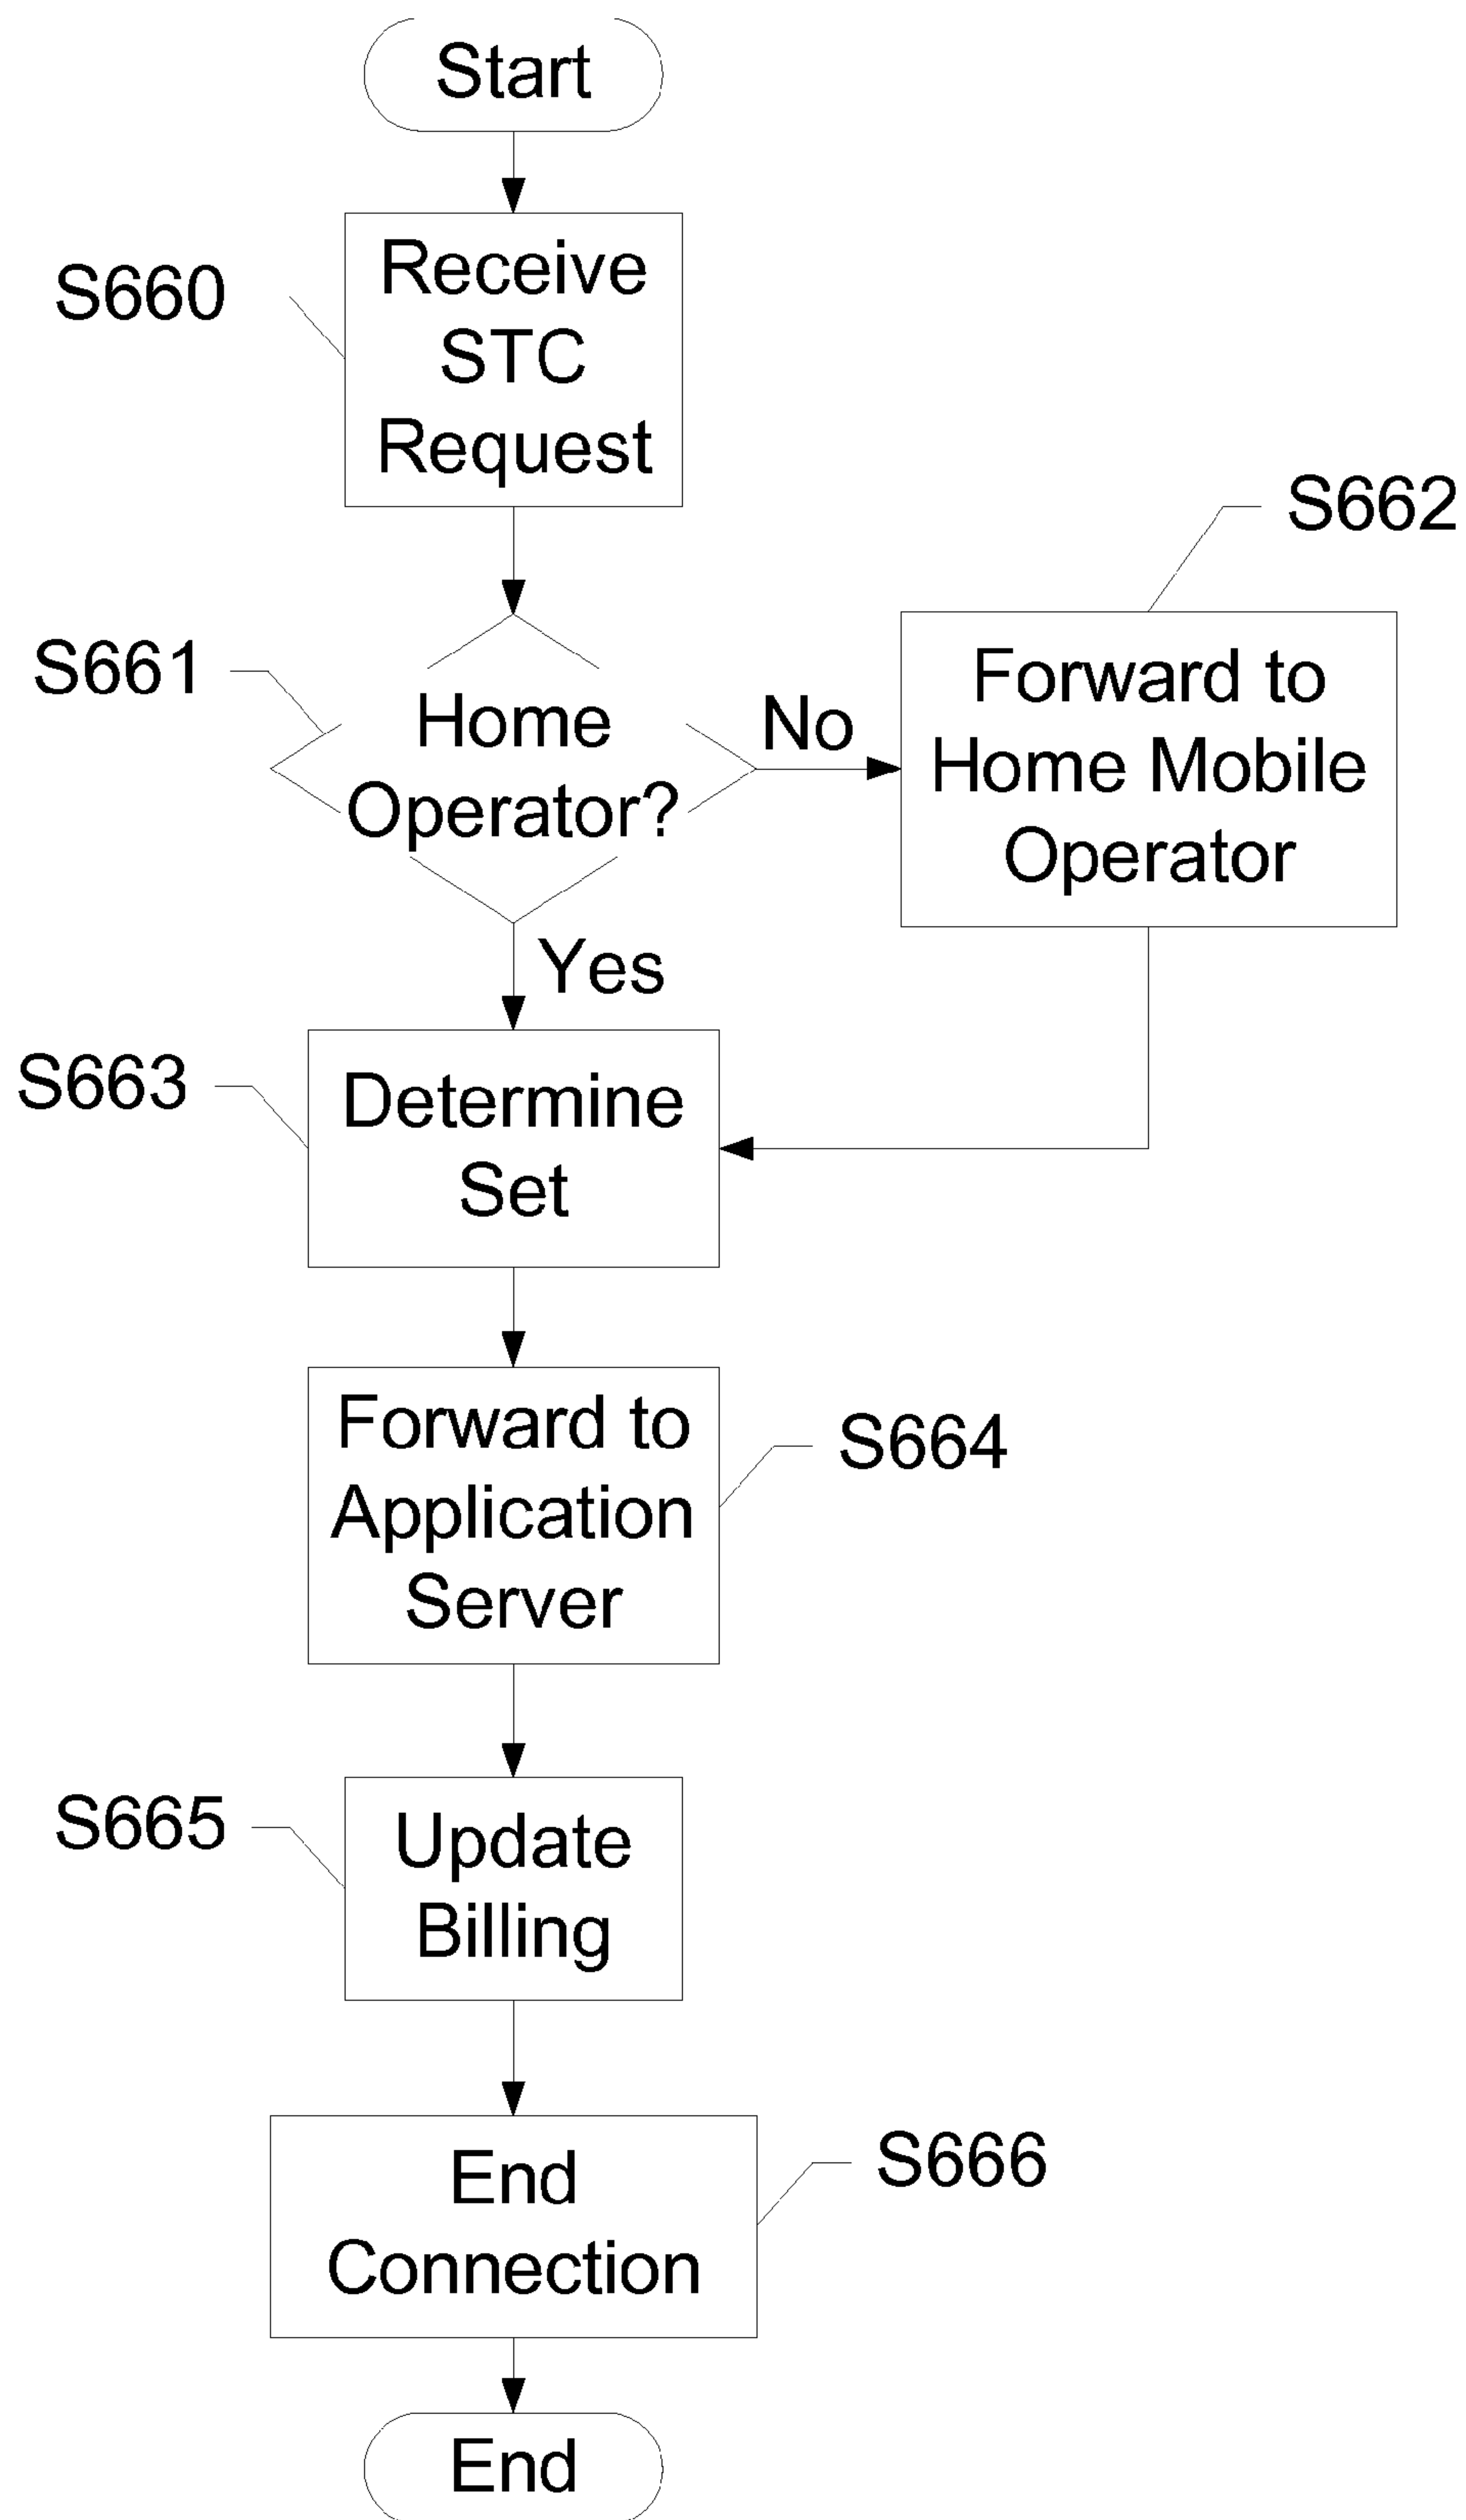 Start
S660
Receive
STC
Request
S662
S661
Home
Operator?
No
Forward to
Home Mobile
Operator
Yes
S663
Determine
Set
Forward to
Application
Server
S664
S665
Update
Billing
End
Connection
S666
End